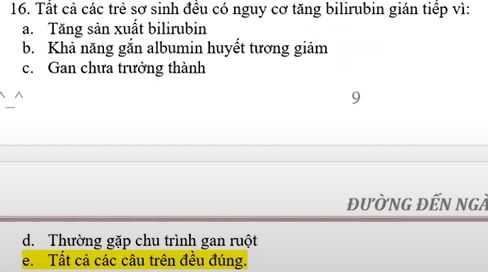 16. Tất cả các trẻ sơ sinh đều có nguy cơ tăng bilirubin gián tiếp vì:
a. Tăng sản xuất bilirubin
b. Khả năng gắn albumin huyết tương giảm
c. Gan chưa trưởng thành
^_^
9
ĐƯỜNG ĐẾN NGÀ
d. Thường gặp chu trình gan ruột
e. Tất cả các câu trên đều đúng.